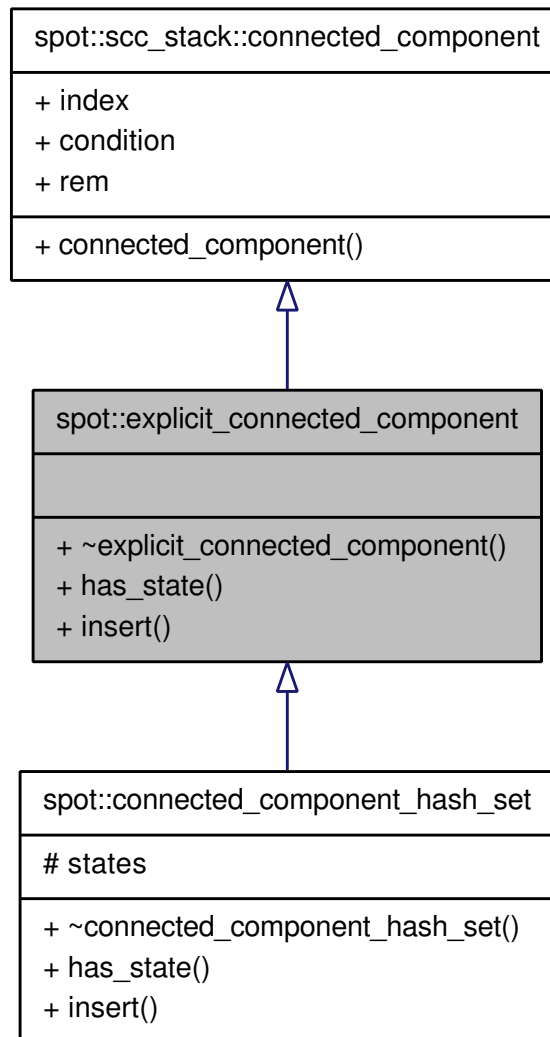 spot::scc_stack::connected_component
+ index
+ condition
+ rem
+ connected_component()
spot::explicit_connected_component
+ ~explicit_connected_component()
+ has_state()
+ insert()
spot::connected_component_hash_set
# states
+ ~connected_component_hash_set()
+ has_state()
+ insert()